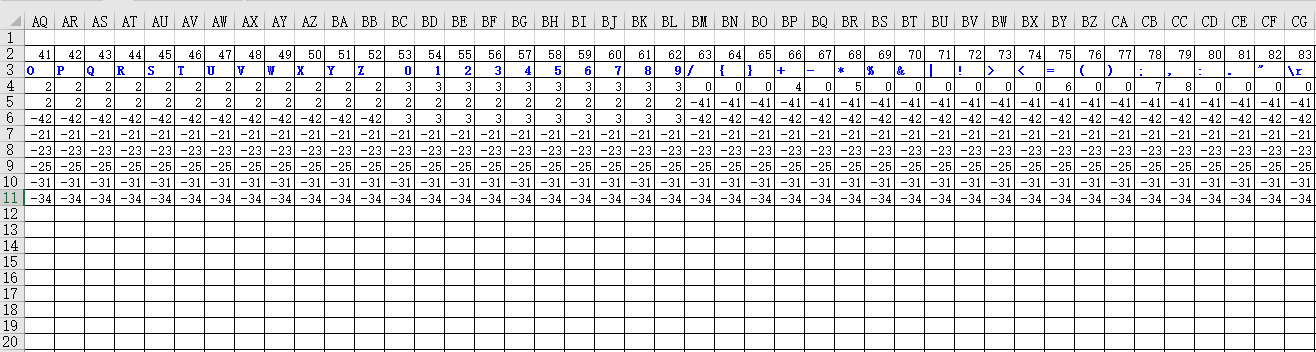 AQ AR AS AT AU AV AW AX AY AZ BA BB BC BD BE BF BG BH BI BJ BK BL BM BN BO BP BQ BR BS BT BU BV BW BX BY BZ CA CB CC CD CE CF CG
1
2 41 42 43 44 45 46 47 48 49 50 51 52 53 54 55 56 57 58 59 60 61 62 63 64 65 66 67 68 69 70 71 72 73 74 75 76 77 78 79 80 81 82 83
3 O P Q R S T U V W X Y Z 0 1 2 3 4 5 6 7 8 9 / { } + - * % & | ! > < = ( ) ; , : . " \r
4 2 2 2 2 2 2 2 2 2 2 2 2 3 3 3 3 3 3 3 3 3 3 0 0 0 4 0 5 0 0 0 0 0 0 6 0 0 7 8 0 0 0 0
5 2 2 2 2 2 2 2 2 2 2 2 2 2 2 2 2 2 2 2 2 2 2 -41 -41 -41 -41 -41 -41 -41 -41 -41 -41 -41 -41 -41 -41 -41 -41 -41 -41 -41 -41 -41
6 -42 -42 -42 -42 -42 -42 -42 -42 -42 -42 -42 -42 3 3 3 3 3 3 3 3 3 3 -42 -42 -42 -42 -42 -42 -42 -42 -42 -42 -42 -42 -42 -42 -42 -42 -42 -42 -42 -42 -42
7 -21 -21 -21 -21 -21 -21 -21 -21 -21 -21 -21 -21 -21 -21 -21 -21 -21 -21 -21 -21 -21 -21 -21 -21 -21 -21 -21 -21 -21 -21 -21 -21 -21 -21 -21 -21 -21 -21 -21 -21 -21 -21 -21
8 -23 -23 -23 -23 -23 -23 -23 -23 -23 -23 -23 -23 -23 -23 -23 -23 -23 -23 -23 -23 -23 -23 -23 -23 -23 -23 -23 -23 -23 -23 -23 -23 -23 -23 -23 -23 -23 -23 -23 -23 -23 -23 -23
9 -25 -25 -25 -25 -25 -25 -25 -25 -25 -25 -25 -25 -25 -25 -25 -25 -25 -25 -25 -25 -25 -25 -25 -25 -25 -25 -25 -25 -25 -25 -25 -25 -25 -25 -25 -25 -25 -25 -25 -25 -25 -25 -25
10 -31 -31 -31 -31 -31 -31 -31 -31 -31 -31 -31 -31 -31 -31 -31 -31 -31 -31 -31 -31 -31 -31 -31 -31 -31 -31 -31 -31 -31 -31 -31 -31 -31 -31 -31 -31 -31 -31 -31 -31 -31 -31 -31
11 -34 -34 -34 -34 -34 -34 -34 -34 -34 -34 -34 -34 -34 -34 -34 -34 -34 -34 -34 -34 -34 -34 -34 -34 -34 -34 -34 -34 -34 -34 -34 -34 -34 -34 -34 -34 -34 -34 -34 -34 -34 -34 -34
12
13
14
15
16
17
18
19
20